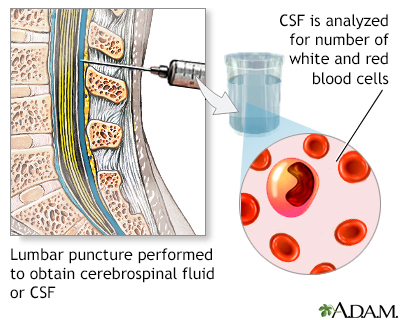 CSF is analyzed
for number of
white and red
blood cells
Lumbar puncture performed
to obtain cerebrospinal fluid
or CSF
ADAM.